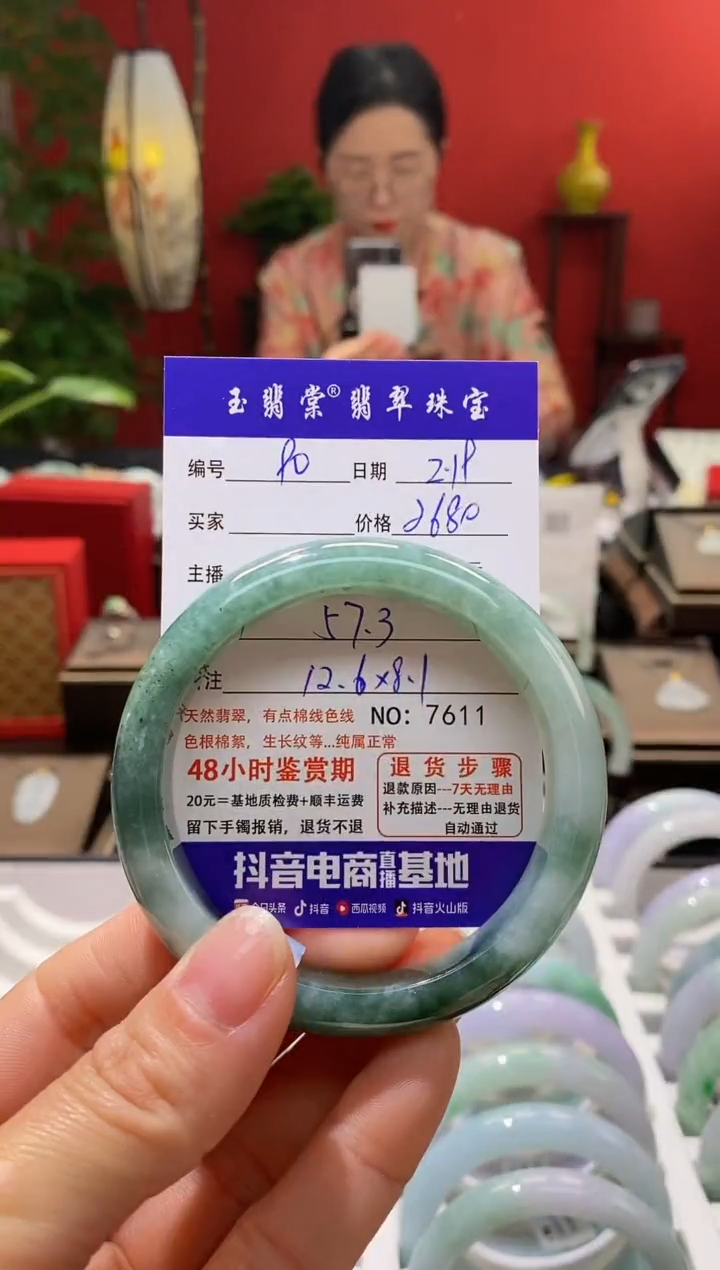 玉翡棠®翡翠珠宝
编号 80 日期 2.18
买家 价格 2680
主播
57.3
注 12.6×8.1
天然翡翠，有点棉线色线 NO：7611
色根棉絮，生长纹等...纯属正常
48小时鉴赏期
20元=基地质检费+顺丰运费
留下手镯报销，退货不退
退货步骤
退款原因---7天无理由
补充描述---无理由退货
自动通过
抖音电商直播基地
今日头条 抖音 西瓜视频 抖音火山版